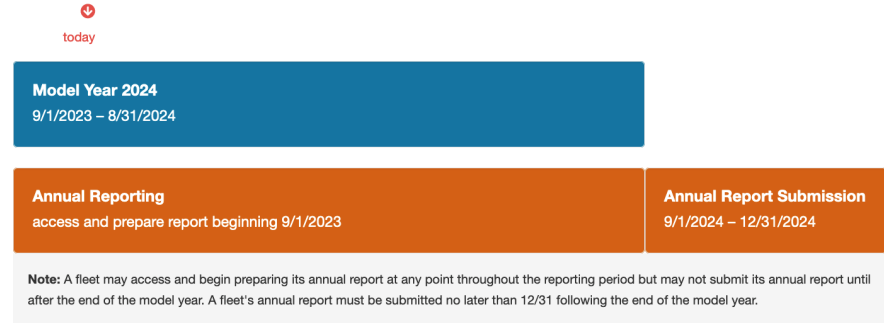 today
Model Year 2024
9/1/2023 – 8/31/2024
Annual Reporting
access and prepare report beginning 9/1/2023
Annual Report Submission
9/1/2024 – 12/31/2024
Note: A fleet may access and begin preparing its annual report at any point throughout the reporting period but may not submit its annual report until
after the end of the model year. A fleet's annual report must be submitted no later than 12/31 following the end of the model year.